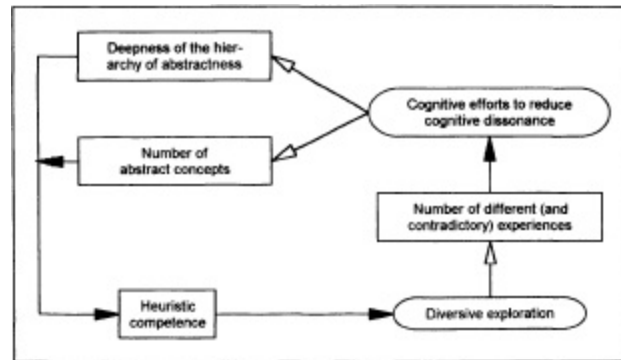 Deepness of the hier-
archy of abstractness
Cognitive efforts to reduce
cognitive dissonance
Number of
abstract concepts
Number of different (and
contradictory) experiences
Heuristic
competence
Diversive exploration